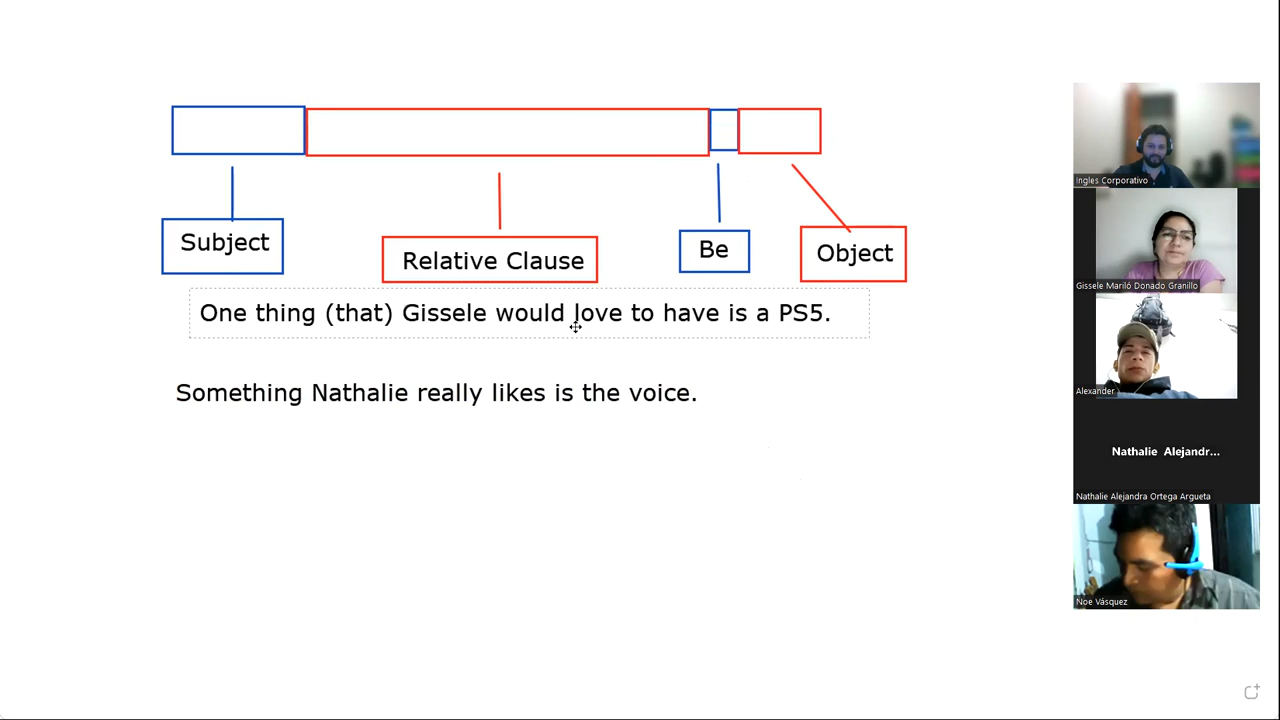 Subject
Relative Clause
Be
Object
One thing (that) Gissele would love to have is a PS5.
Something Nathalie really likes is the voice.
Ingles Corporativo
Gissele Mariló Donado Granillo
Alexander
Nathalie Alejandr...
Nathalie Alejandra Ortega Argueta
Noe Vásquez